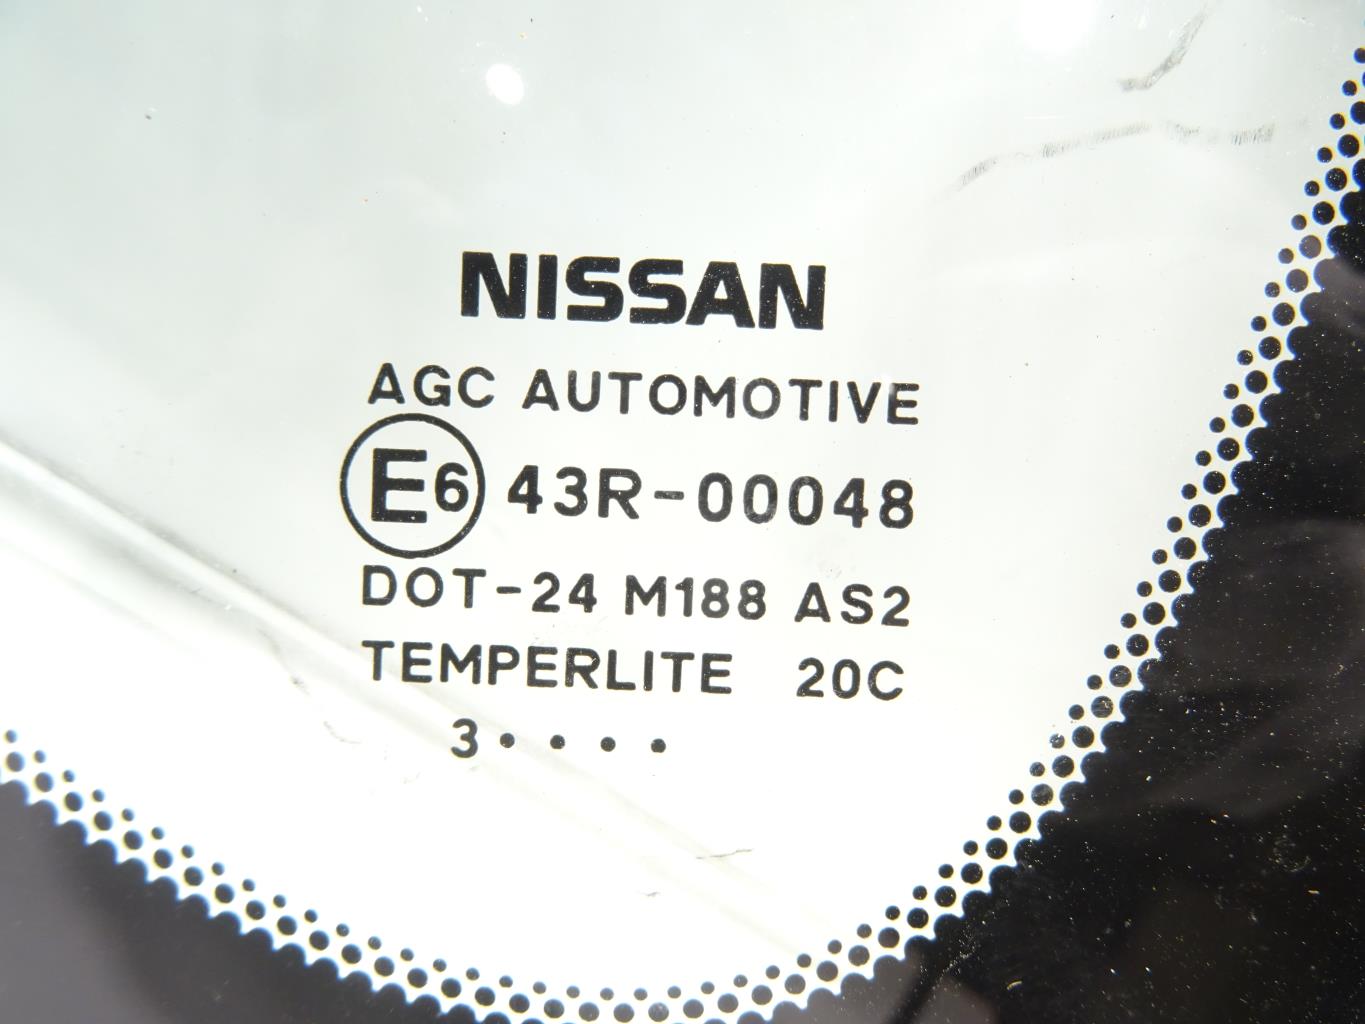 NISSAN
AGC AUTOMOTIVE
E6 43R-00048
DOT-24 M188 AS2
TEMPERLITE 20C
3 • • • •